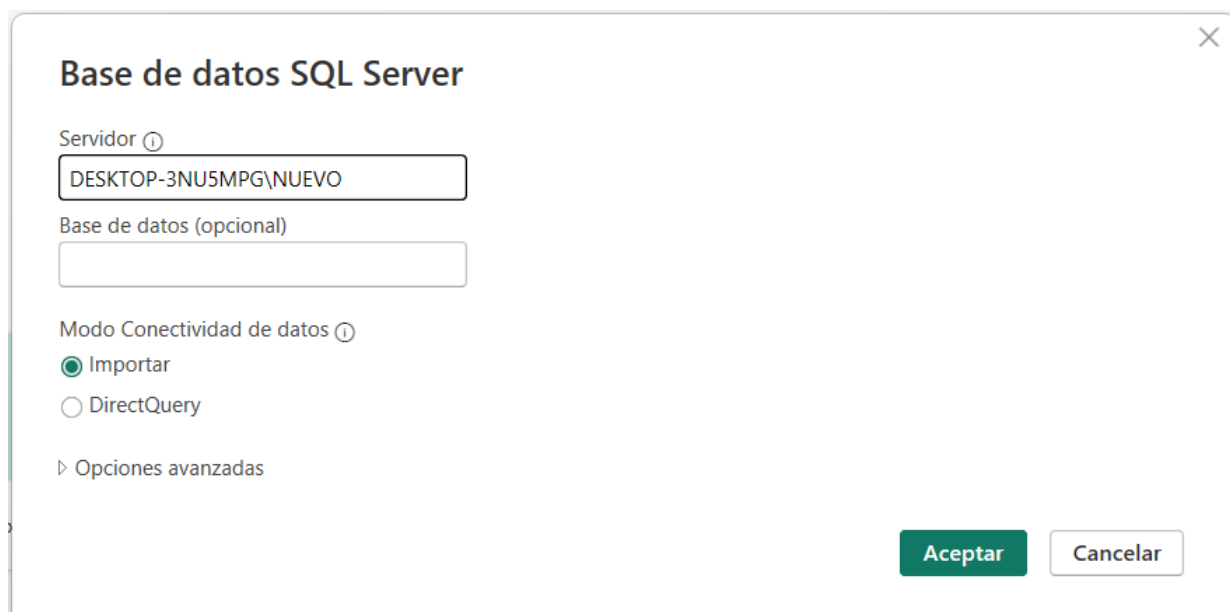 Base de datos SQL Server
Servidor
DESKTOP-3NU5MPG\NUEVO
Base de datos (opcional)
Modo Conectividad de datos
Importar
DirectQuery
Opciones avanzadas
Aceptar Cancelar